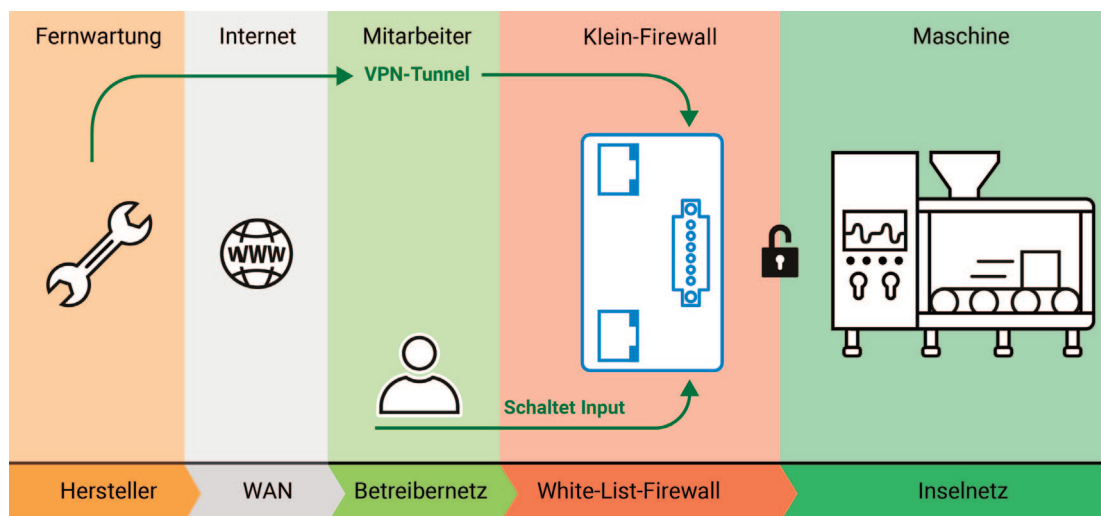 Fernwartung
Internet
Mitarbeiter
Klein-Firewall
Maschine
VPN-Tunnel
WWW
Schaltet Input
Hersteller
WAN
Betreibernetz
White-List-Firewall
Inselnetz